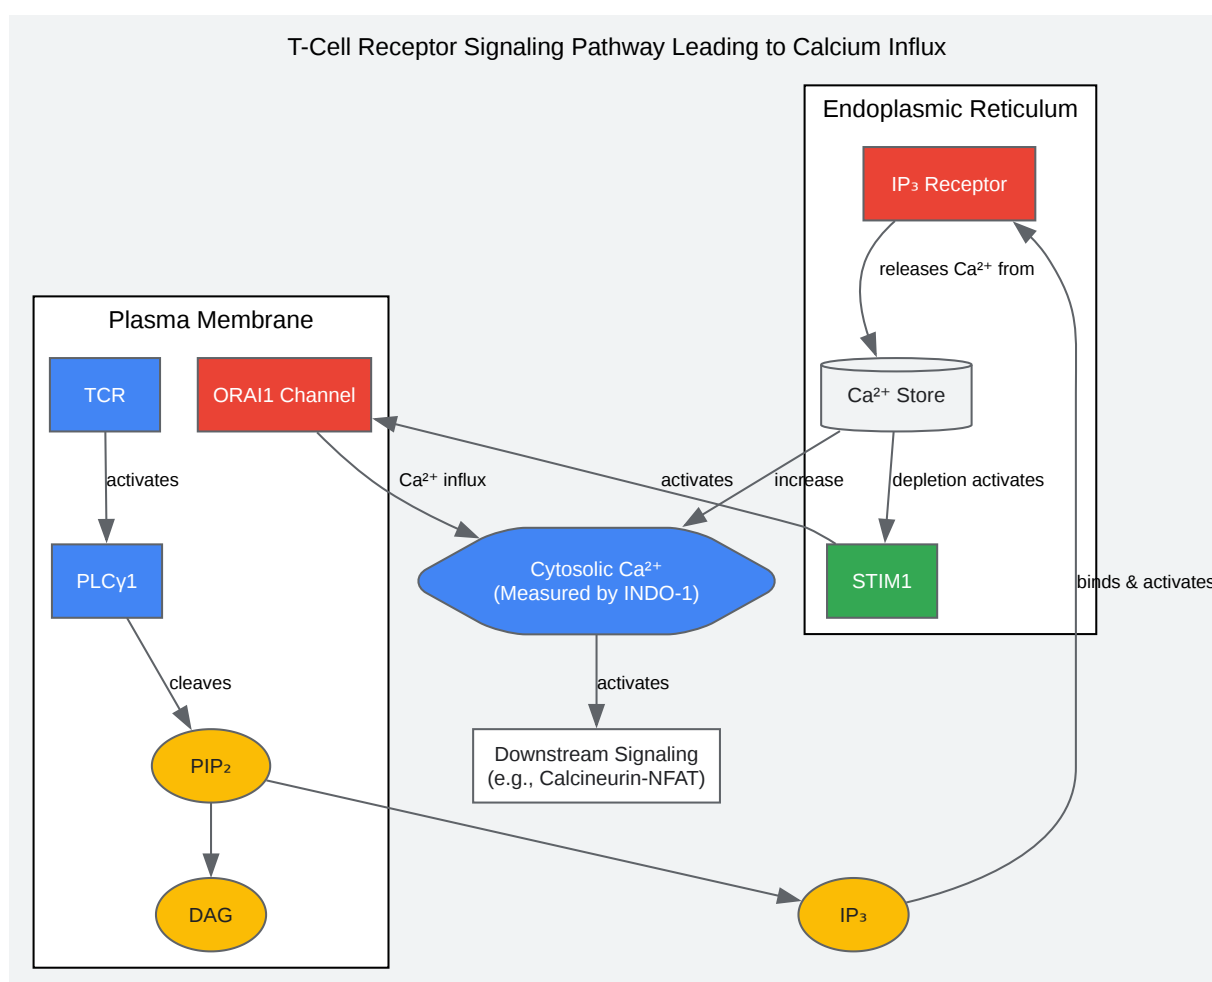 T-Cell Receptor Signaling Pathway Leading to Calcium Influx
Endoplasmic Reticulum
IP₃ Receptor
releases Ca²⁺ from
Plasma Membrane
TCR
ORAI1 Channel
Ca²⁺ Store
activates
Ca²⁺ influx
activates
increase
depletion activates
PLCγ1
Cytosolic Ca²⁺
(Measured by INDO-1)
STIM1
binds & activates
cleaves
activates
PIP₂
Downstream Signaling
(e.g., Calcineurin-NFAT)
DAG
IP₃